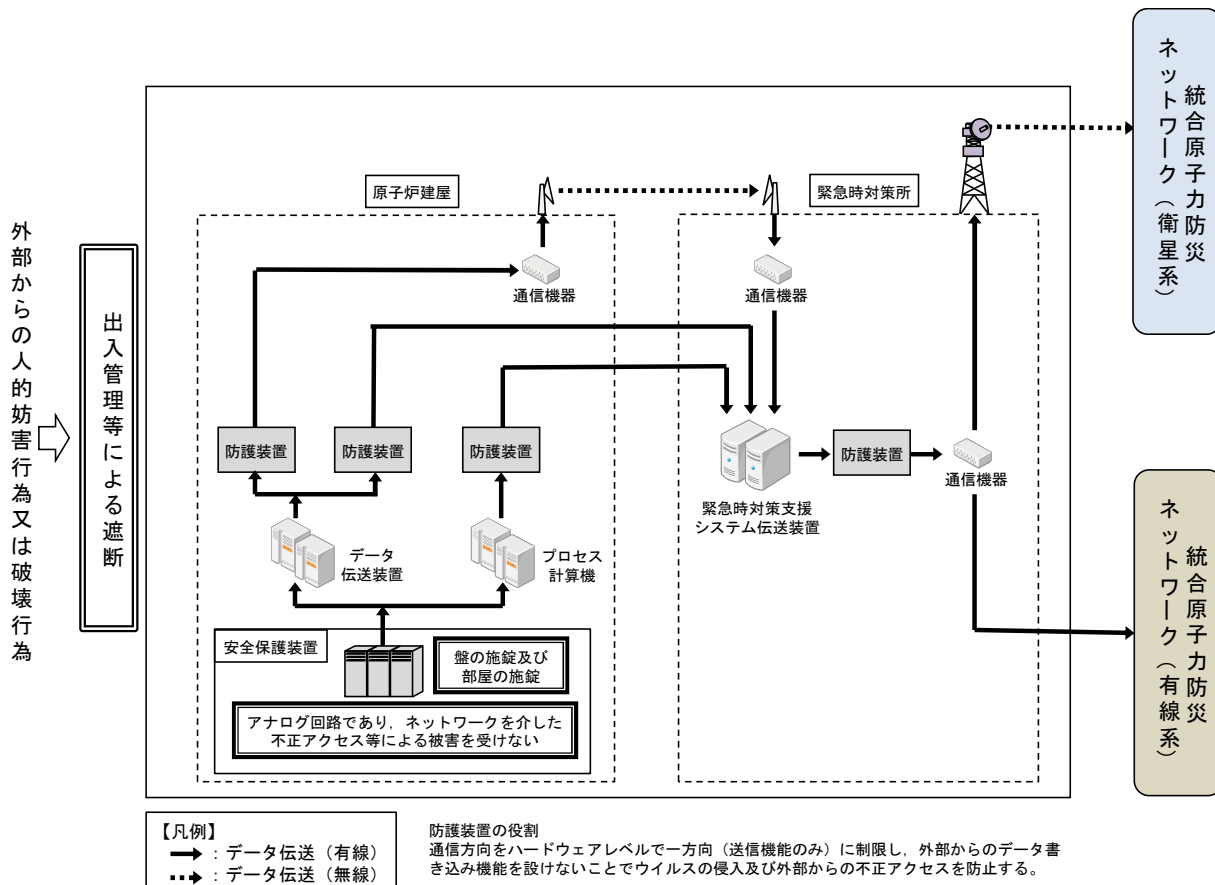 外部からの人的妨害行為又は破壊行為
出入管理等による遮断
原子炉建屋
緊急時対策所
通信機器
通信機器
防護装置
防護装置
防護装置
防護装置
通信機器
緊急時対策支援
システム伝送装置
データ
伝送装置
プロセス
計算機
安全保護装置
盤の施錠及び
部屋の施錠
アナログ回路であり，ネットワークを介した
不正アクセス等による被害を受けない
統合原子力防災
ネットワーク（衛星系）
統合原子力防災
ネットワーク（有線系）
【凡例】
：データ伝送（有線）
：データ伝送（無線）
防護装置の役割
通信方向をハードウェアレベルで一方向（送信機能のみ）に制限し，外部からのデータ書
き込み機能を設けないことでウイルスの侵入及び外部からの不正アクセスを防止する。